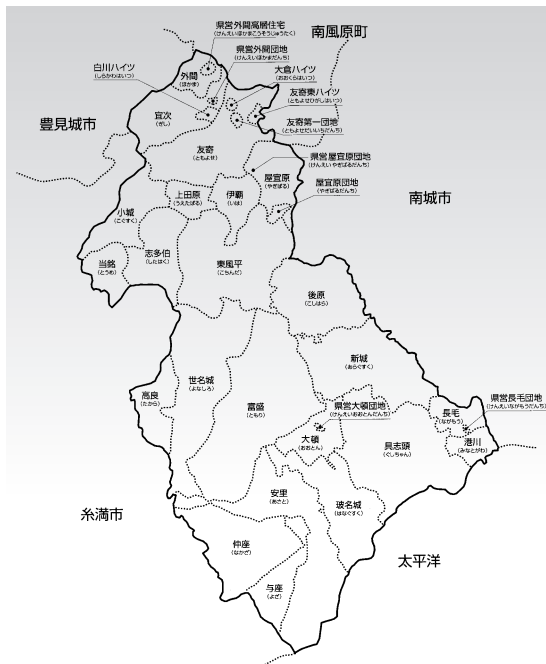 県営外間高層住宅
(けんえいほかまこうそうじゅうたく)
南風原町
県営外間団地
(けんえいほかまだんち)
白川ハイツ
(しらかわはいつ)
大倉ハイツ
(おおくらはいつ)
外間
(ほかま)
友寄東ハイツ
(ともよせひがしはいつ)
豊見城市
宜次
(ぎし)
友寄第一団地
(ともよせだいいちだんち)
友寄
(ともよせ)
県営屋宜原団地
(けんえいやぎばるだんち)
屋宜原
(やぎばる)
屋宜原団地
(やぎばるだんち)
南城市
上田原
(うえたばる)
伊覇
(いは)
小城
(こぐすく)
志多伯
(したはく)
当銘
(とうめ)
東風平
(こちんだ)
後原
(こしはら)
新城
(あらぐすく)
世名城
(よなしろ)
高良
(たから)
富盛
(ともり)
県営大頓団地
(けんえいおおとんだんち)
県営長毛団地
(けんえいながもうだんち)
長毛
(ながもう)
大頓
(おおとん)
具志頭
(ぐしちゃん)
港川
(みなとがわ)
安里
(あさと)
玻名城
(はなぐすく)
糸満市
仲座
(なかざ)
太平洋
与座
(よざ)